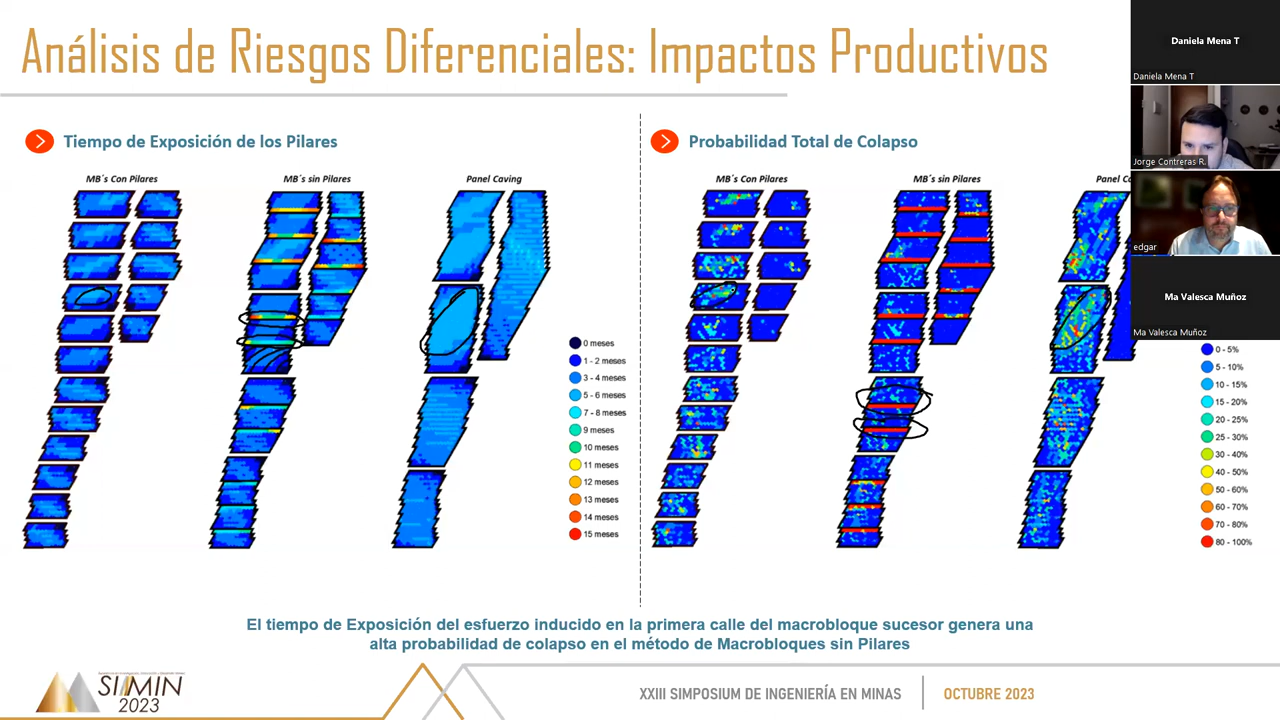 Análisis de Riesgos Diferenciales: Impactos Productivos
Tiempo de Exposición de los Pilares
MB´s Con Pilares
MB´s sin Pilares
Panel Caving
0 meses
1 - 2 meses
3 - 4 meses
5 - 6 meses
7 - 8 meses
9 meses
10 meses
11 meses
12 meses
13 meses
14 meses
15 meses
Probabilidad Total de Colapso
MB´s Con Pilares
MB´s sin Pilares
Panel Ca
0 - 5%
5 - 10%
10 - 15%
15 - 20%
20 - 25%
25 - 30%
30 - 40%
40 - 50%
50 - 60%
60 - 70%
70 - 80%
80 - 100%
Daniela Mena T
Daniela Mena T
Jorge Contreras R.
edgar
Ma Valesca Muñoz
Ma Valesca Muñoz
El tiempo de Exposición del esfuerzo inducido en la primera calle del macrobloque sucesor genera una
alta probabilidad de colapso en el método de Macrobloques sin Pilares
SIMIN
2023
XXIII SIMPOSIUM DE INGENIERÍA EN MINAS
OCTUBRE 2023